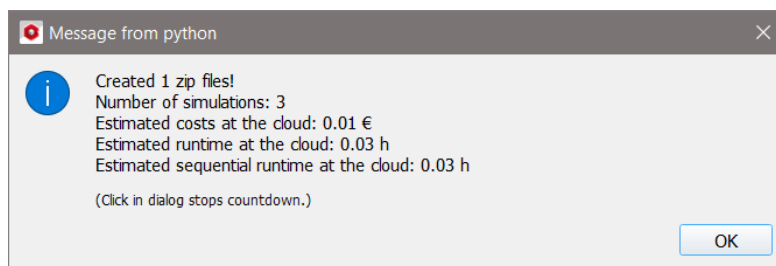 Message from python
Created 1 zip files!
Number of simulations: 3
Estimated costs at the cloud: 0.01 €
Estimated runtime at the cloud: 0.03 h
Estimated sequential runtime at the cloud: 0.03 h
(Click in dialog stops countdown.)
OK